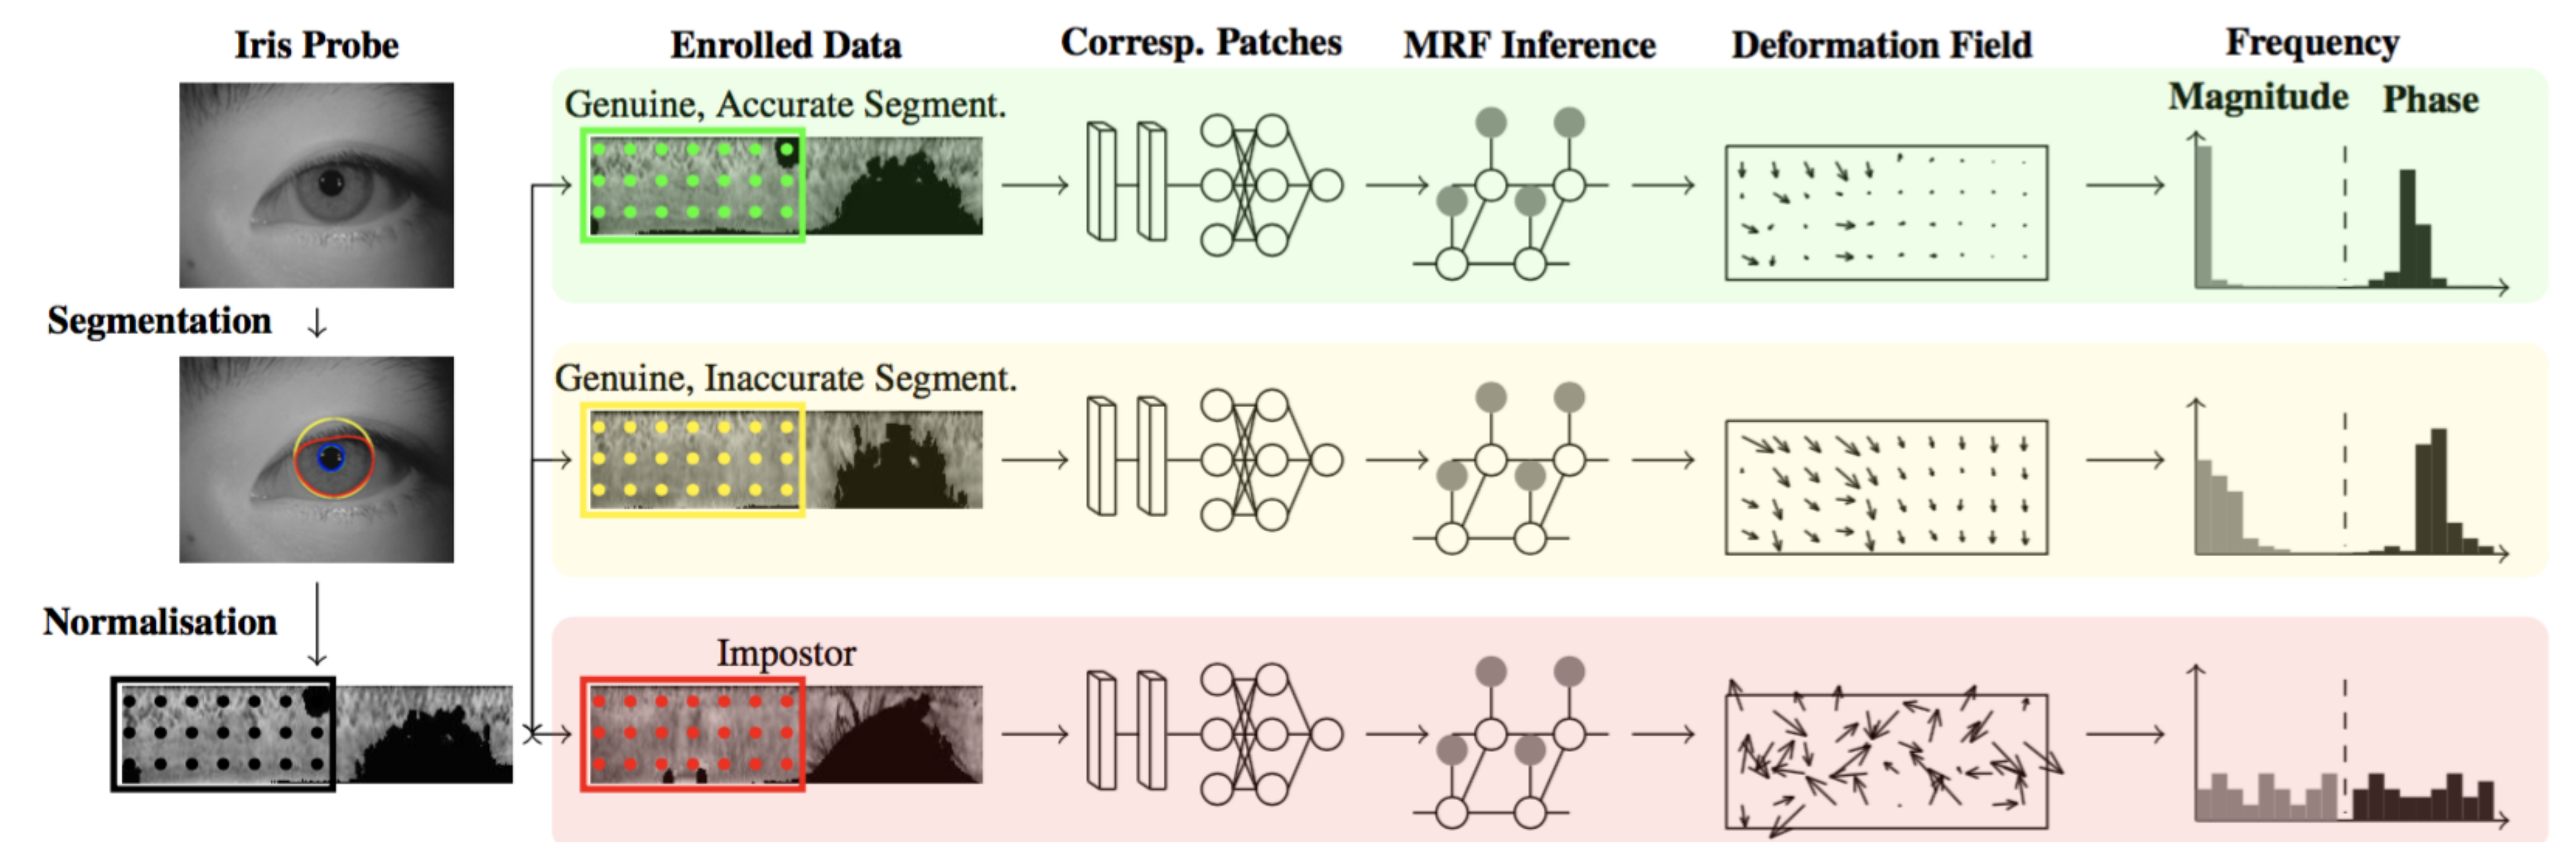 Iris Probe
Enrolled Data
Corresp. Patches
MRF Inference
Deformation Field
Frequency
Magnitude
Phase
Genuine, Accurate Segment.
Segmentation
Genuine, Inaccurate Segment.
Normalisation
Impostor